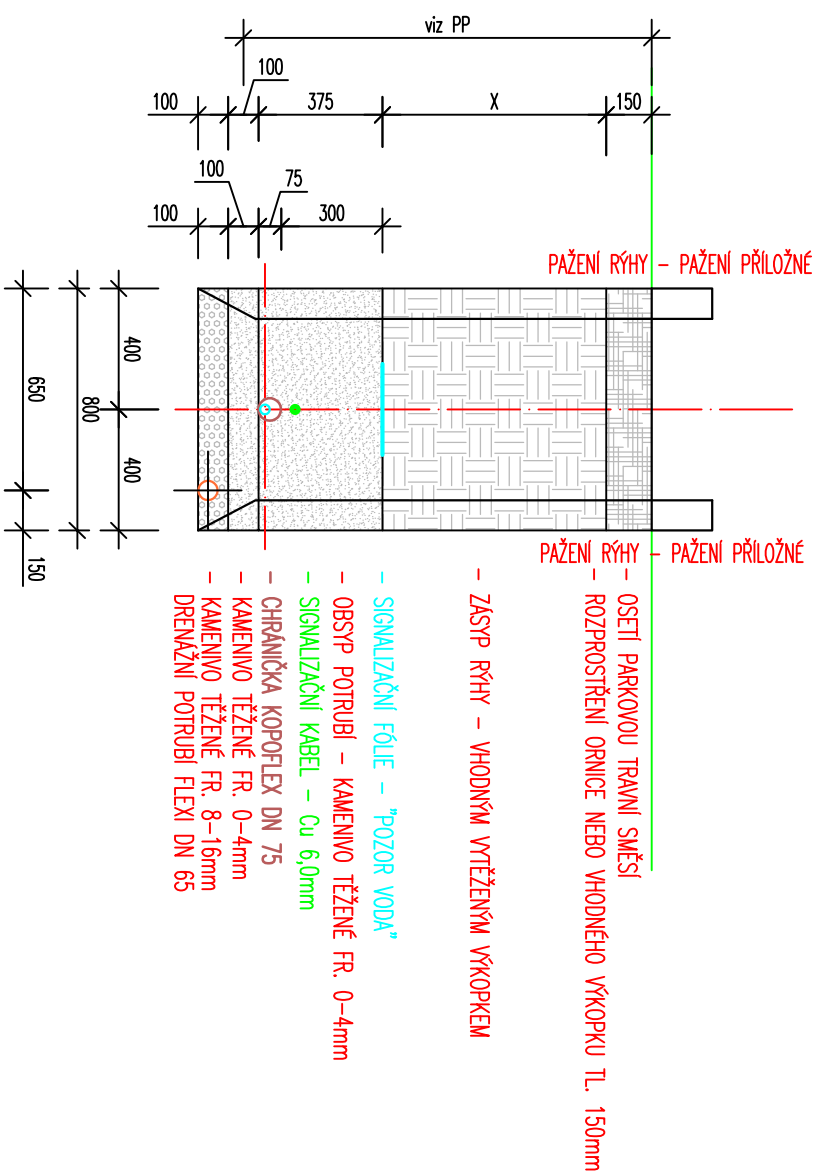 viz PP
100
100
375
X
150
100
100
75
300
PAŽENÍ RÝHY - PAŽENÍ PŘÍLOŽNÉ
400
650
800
400
150
PAŽENÍ RÝHY - PAŽENÍ PŘÍLOŽNÉ
- OSETÍ PARKOVOU TRAVNÍ SMĚSÍ
- ROZPROSTŘENÍ ORNICE NEBO VHODNÉHO VÝKOPKU TL. 150mm
- ZÁSYP RÝHY - VHODNÝM VYTĚŽENÝM VÝKOPKEM
- SIGNALIZAČNÍ FÓLIE - "POZOR VODA"
- OBSYP POTRUBÍ - KAMENIVO TĚŽENÉ FR. 0-4mm
- SIGNALIZAČNÍ KABEL - Cu 6,0mm
- CHRÁNIČKA KOPOFLEX DN 75
- KAMENIVO TĚŽENÉ FR. 0-4mm
- KAMENIVO TĚŽENÉ FR. 8-16mm
DRENÁŽNÍ POTRUBÍ FLEXI DN 65